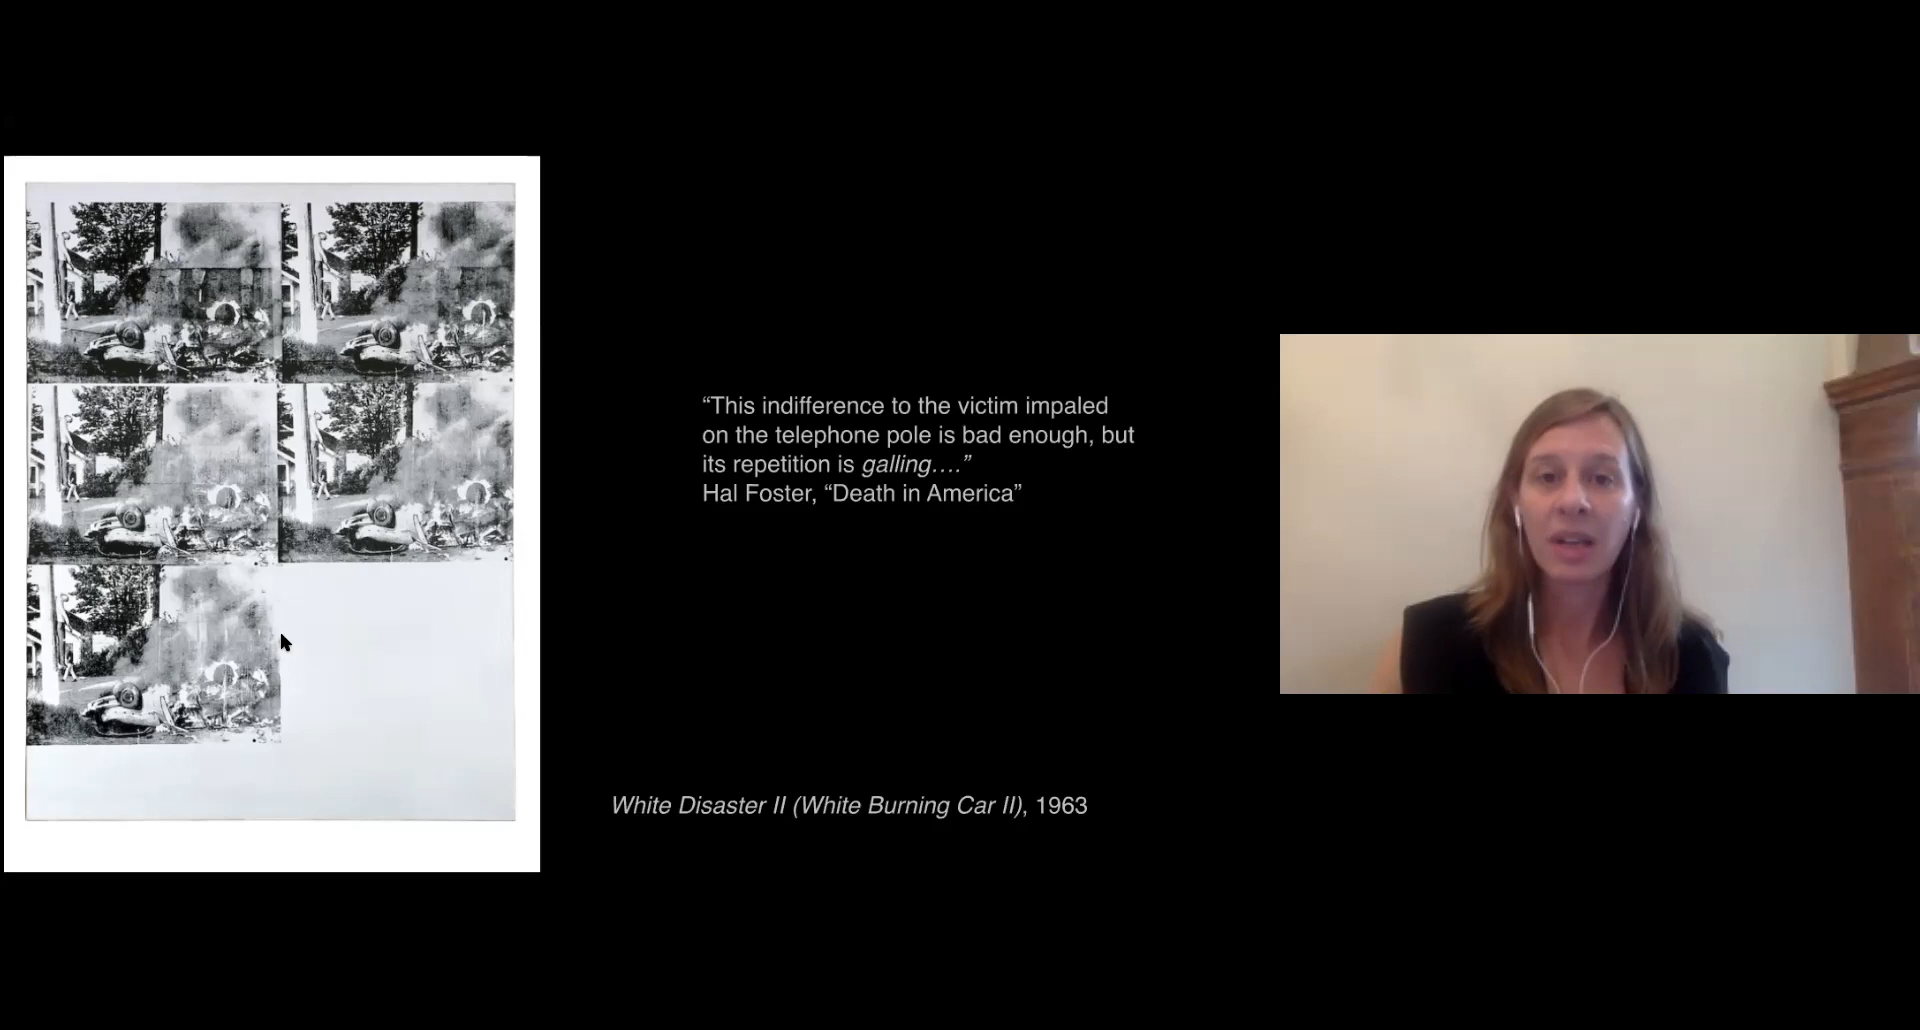 “This indifference to the victim impaled
on the telephone pole is bad enough, but
its repetition is galling....”
Hal Foster, “Death in America”
White Disaster II (White Burning Car II), 1963